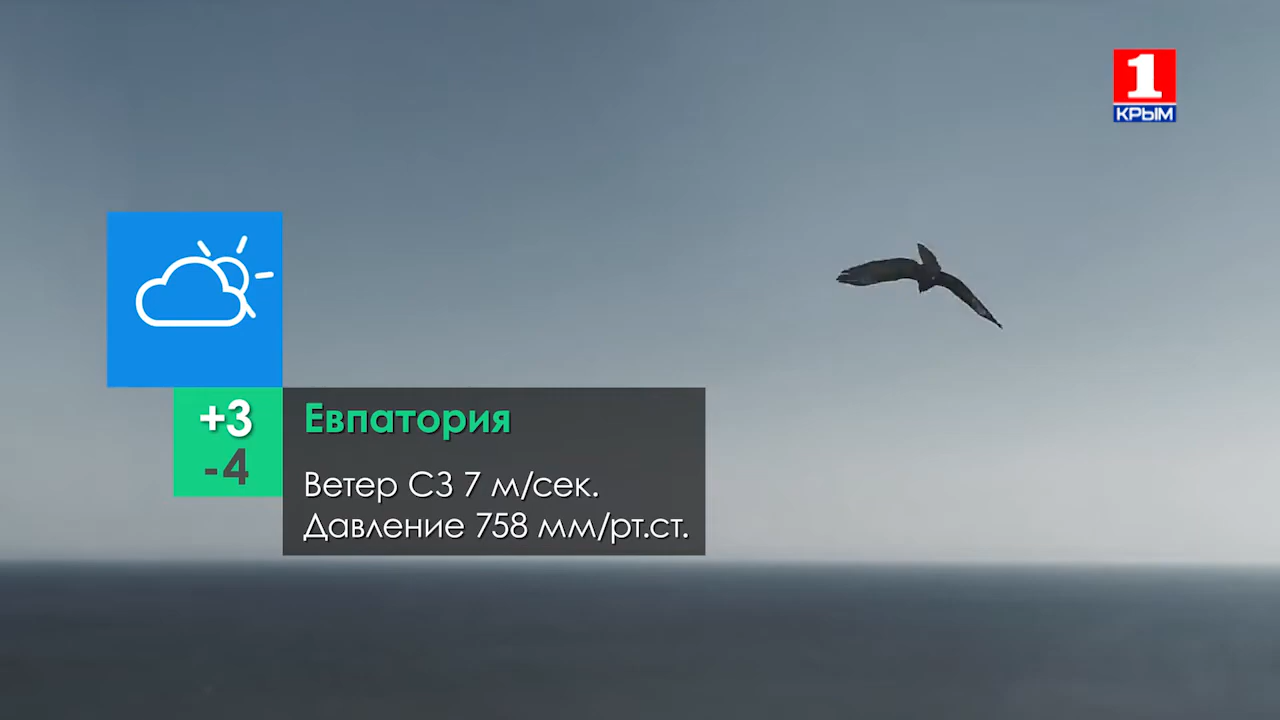 1
КРЫМ
+3
-4
Евпатория
Ветер СЗ 7 м/сек.
Давление 758 мм/рт.ст.